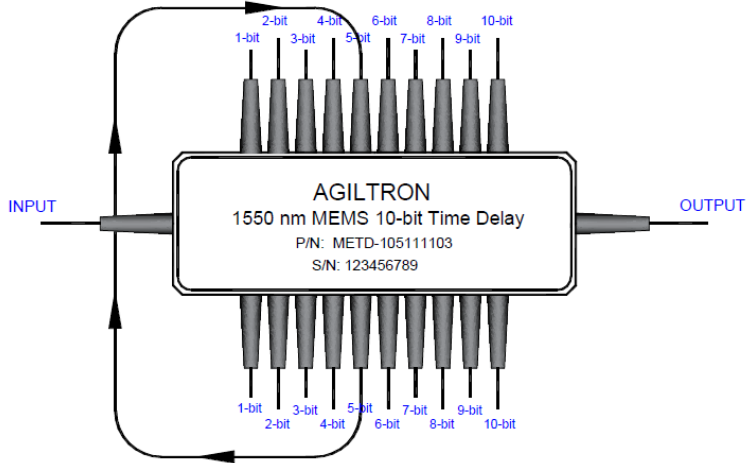 2-bit 4-bit 6-bit 8-bit 10-bit
1-bit 3-bit 5-bit 7-bit 9-bit
INPUT
AGILTRON
1550 nm MEMS 10-bit Time Delay
P/N: METD-105111103
S/N: 123456789
OUTPUT
1-bit 3-bit 5-bit 7-bit 9-bit
2-bit 4-bit 6-bit 8-bit 10-bit